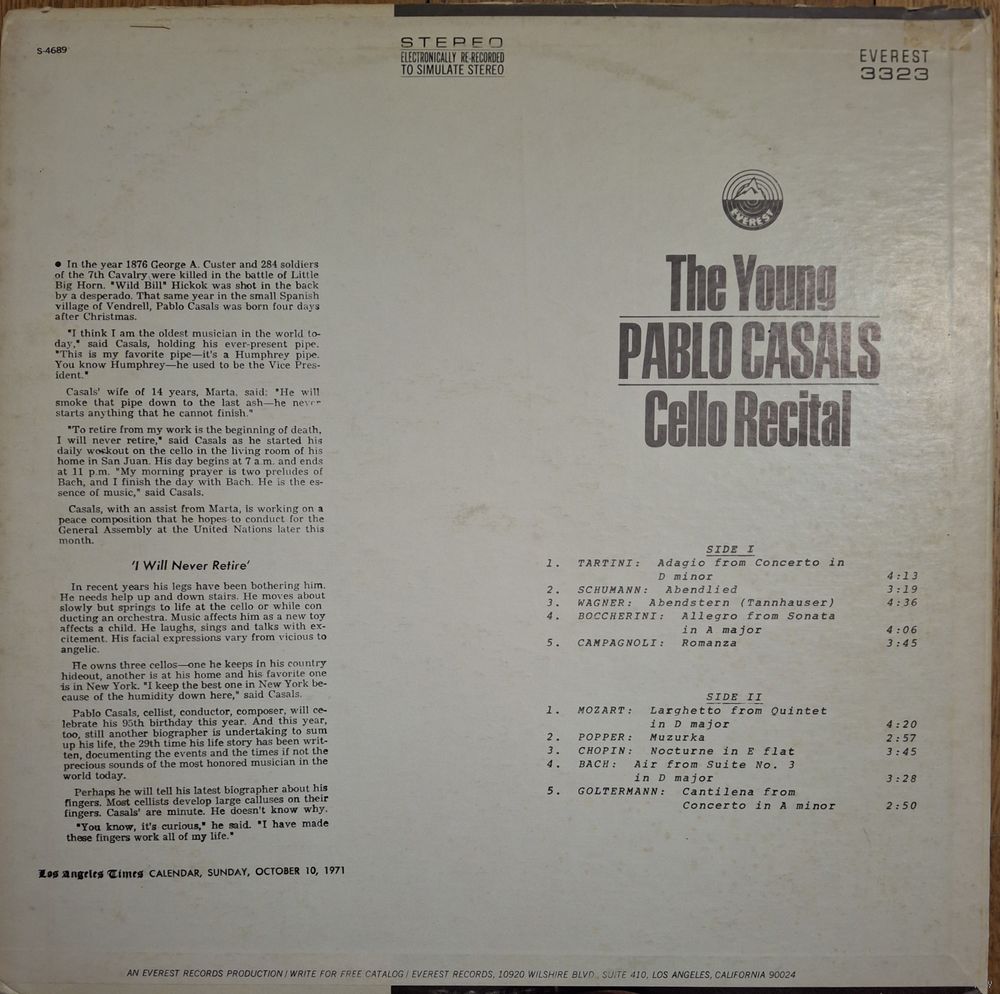 S-4689
STEREO
ELECTRONICALLY RE-RECORDED
TO SIMULATE STEREO
EVEREST
3323
EVEREST
The Young
PABLO CASALS
Cello Recital
● In the year 1876 George A. Custer and 284 soldiers
of the 7th Cavalry were killed in the battle of Little
Big Horn. "Wild Bill" Hickok was shot in the back
by a desperado. That same year in the small Spanish
village of Vendrell, Pablo Casals was born four days
after Christmas.
"I think I am the oldest musician in the world to-
day," said Casals, holding his ever-present pipe.
"This is my favorite pipe—it's a Humphrey pipe.
You know Humphrey—he used to be the Vice Pres-
ident."
Casals' wife of 14 years, Marta, said: "He will
smoke that pipe down to the last ash—he never
starts anything that he cannot finish."
"To retire from my work is the beginning of death,
I will never retire," said Casals as he started his
daily workout on the cello in the living room of his
home in San Juan. His day begins at 7 a.m. and ends
at 11 p.m. "My morning prayer is two preludes of
Bach, and I finish the day with Bach. He is the es-
sence of music," said Casals.
Casals, with an assist from Marta, is working on a
peace composition that he hopes to conduct for the
General Assembly at the United Nations later this
month.
'I Will Never Retire'
In recent years his legs have been bothering him.
He needs help up and down stairs. He moves about
slowly but springs to life at the cello or while con
ducting an orchestra. Music affects him as a new toy
affects a child. He laughs, sings and talks with ex-
citement. His facial expressions vary from vicious to
angelic.
He owns three cellos—one he keeps in his country
hideout, another is at his home and his favorite one
is in New York. "I keep the best one in New York be-
cause of the humidity down here," said Casals.
Pablo Casals, cellist, conductor, composer, will ce-
lebrate his 95th birthday this year. And this year,
too, still another biographer is undertaking to sum
up his life, the 29th time his life story has been writ-
ten, documenting the events and the times if not the
precious sounds of the most honored musician in the
world today.
Perhaps he will tell his latest biographer about his
fingers. Most cellists develop large calluses on their
fingers. Casals' are minute. He doesn't know why.
"You know, it's curious," he said. "I have made
these fingers work all of my life."
Los Angeles Times CALENDAR, SUNDAY, OCTOBER 10, 1971
SIDE I
1. TARTINI: Adagio from Concerto in
D minor 4:13
2. SCHUMANN: Abendlied 3:19
3. WAGNER: Abendstern (Tannhauser) 4:36
4. BOCCHERINI: Allegro from Sonata
in A major 4:06
5. CAMPAGNOLI: Romanza 3:45
SIDE II
1. MOZART: Larghetto from Quintet
in D major 4:20
2. POPPER: Muzurka 2:57
3. CHOPIN: Nocturne in E flat 3:45
4. BACH: Air from Suite No. 3
in D major 3:28
5. GOLTERMANN: Cantilena from
Concerto in A minor 2:50
AN EVEREST RECORDS PRODUCTION / WRITE FOR FREE CATALOG / EVEREST RECORDS, 10920 WILSHIRE BLVD., SUITE 410, LOS ANGELES, CALIFORNIA 90024